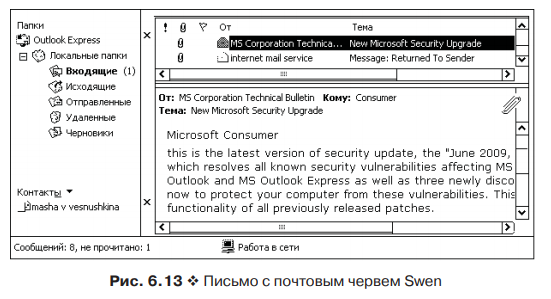 Папки
Outlook Express
Локальные папки
Входящие (1)
Исходящие
Отправленные
Удаленные
Черновики
Контакты
masha v vesnushkina
От Тема
MS Corporation Technica... New Microsoft Security Upgrade
internet mail service Message: Returned To Sender
От: MS Corporation Technical Bulletin Кому: Consumer
Тема: New Microsoft Security Upgrade
Microsoft Consumer
this is the latest version of security update, the "June 2009,
which resolves all known security vulnerabilities affecting MS
Outlook and MS Outlook Express as well as three newly disco
now to protect your computer from these vulnerabilities. This
functionality of all previously released patches.
Сообщений: 8, не прочитано: 1 Работа в сети
Рис. 6.13 ❖ Письмо с почтовым червем Swen